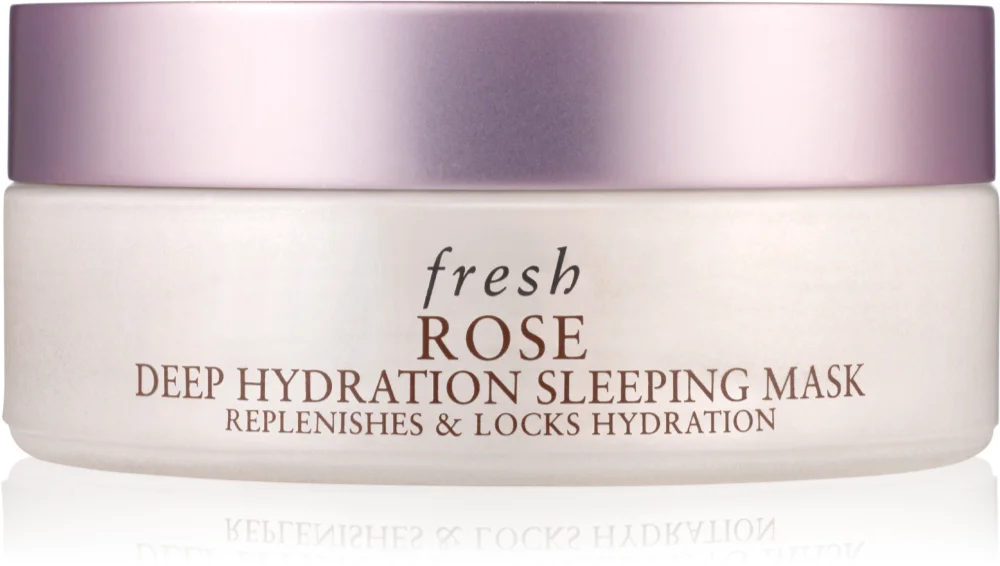 fresh
ROSE
DEEP HYDRATION SLEEPING MASK
REPLENISHES & LOCKS HYDRATION